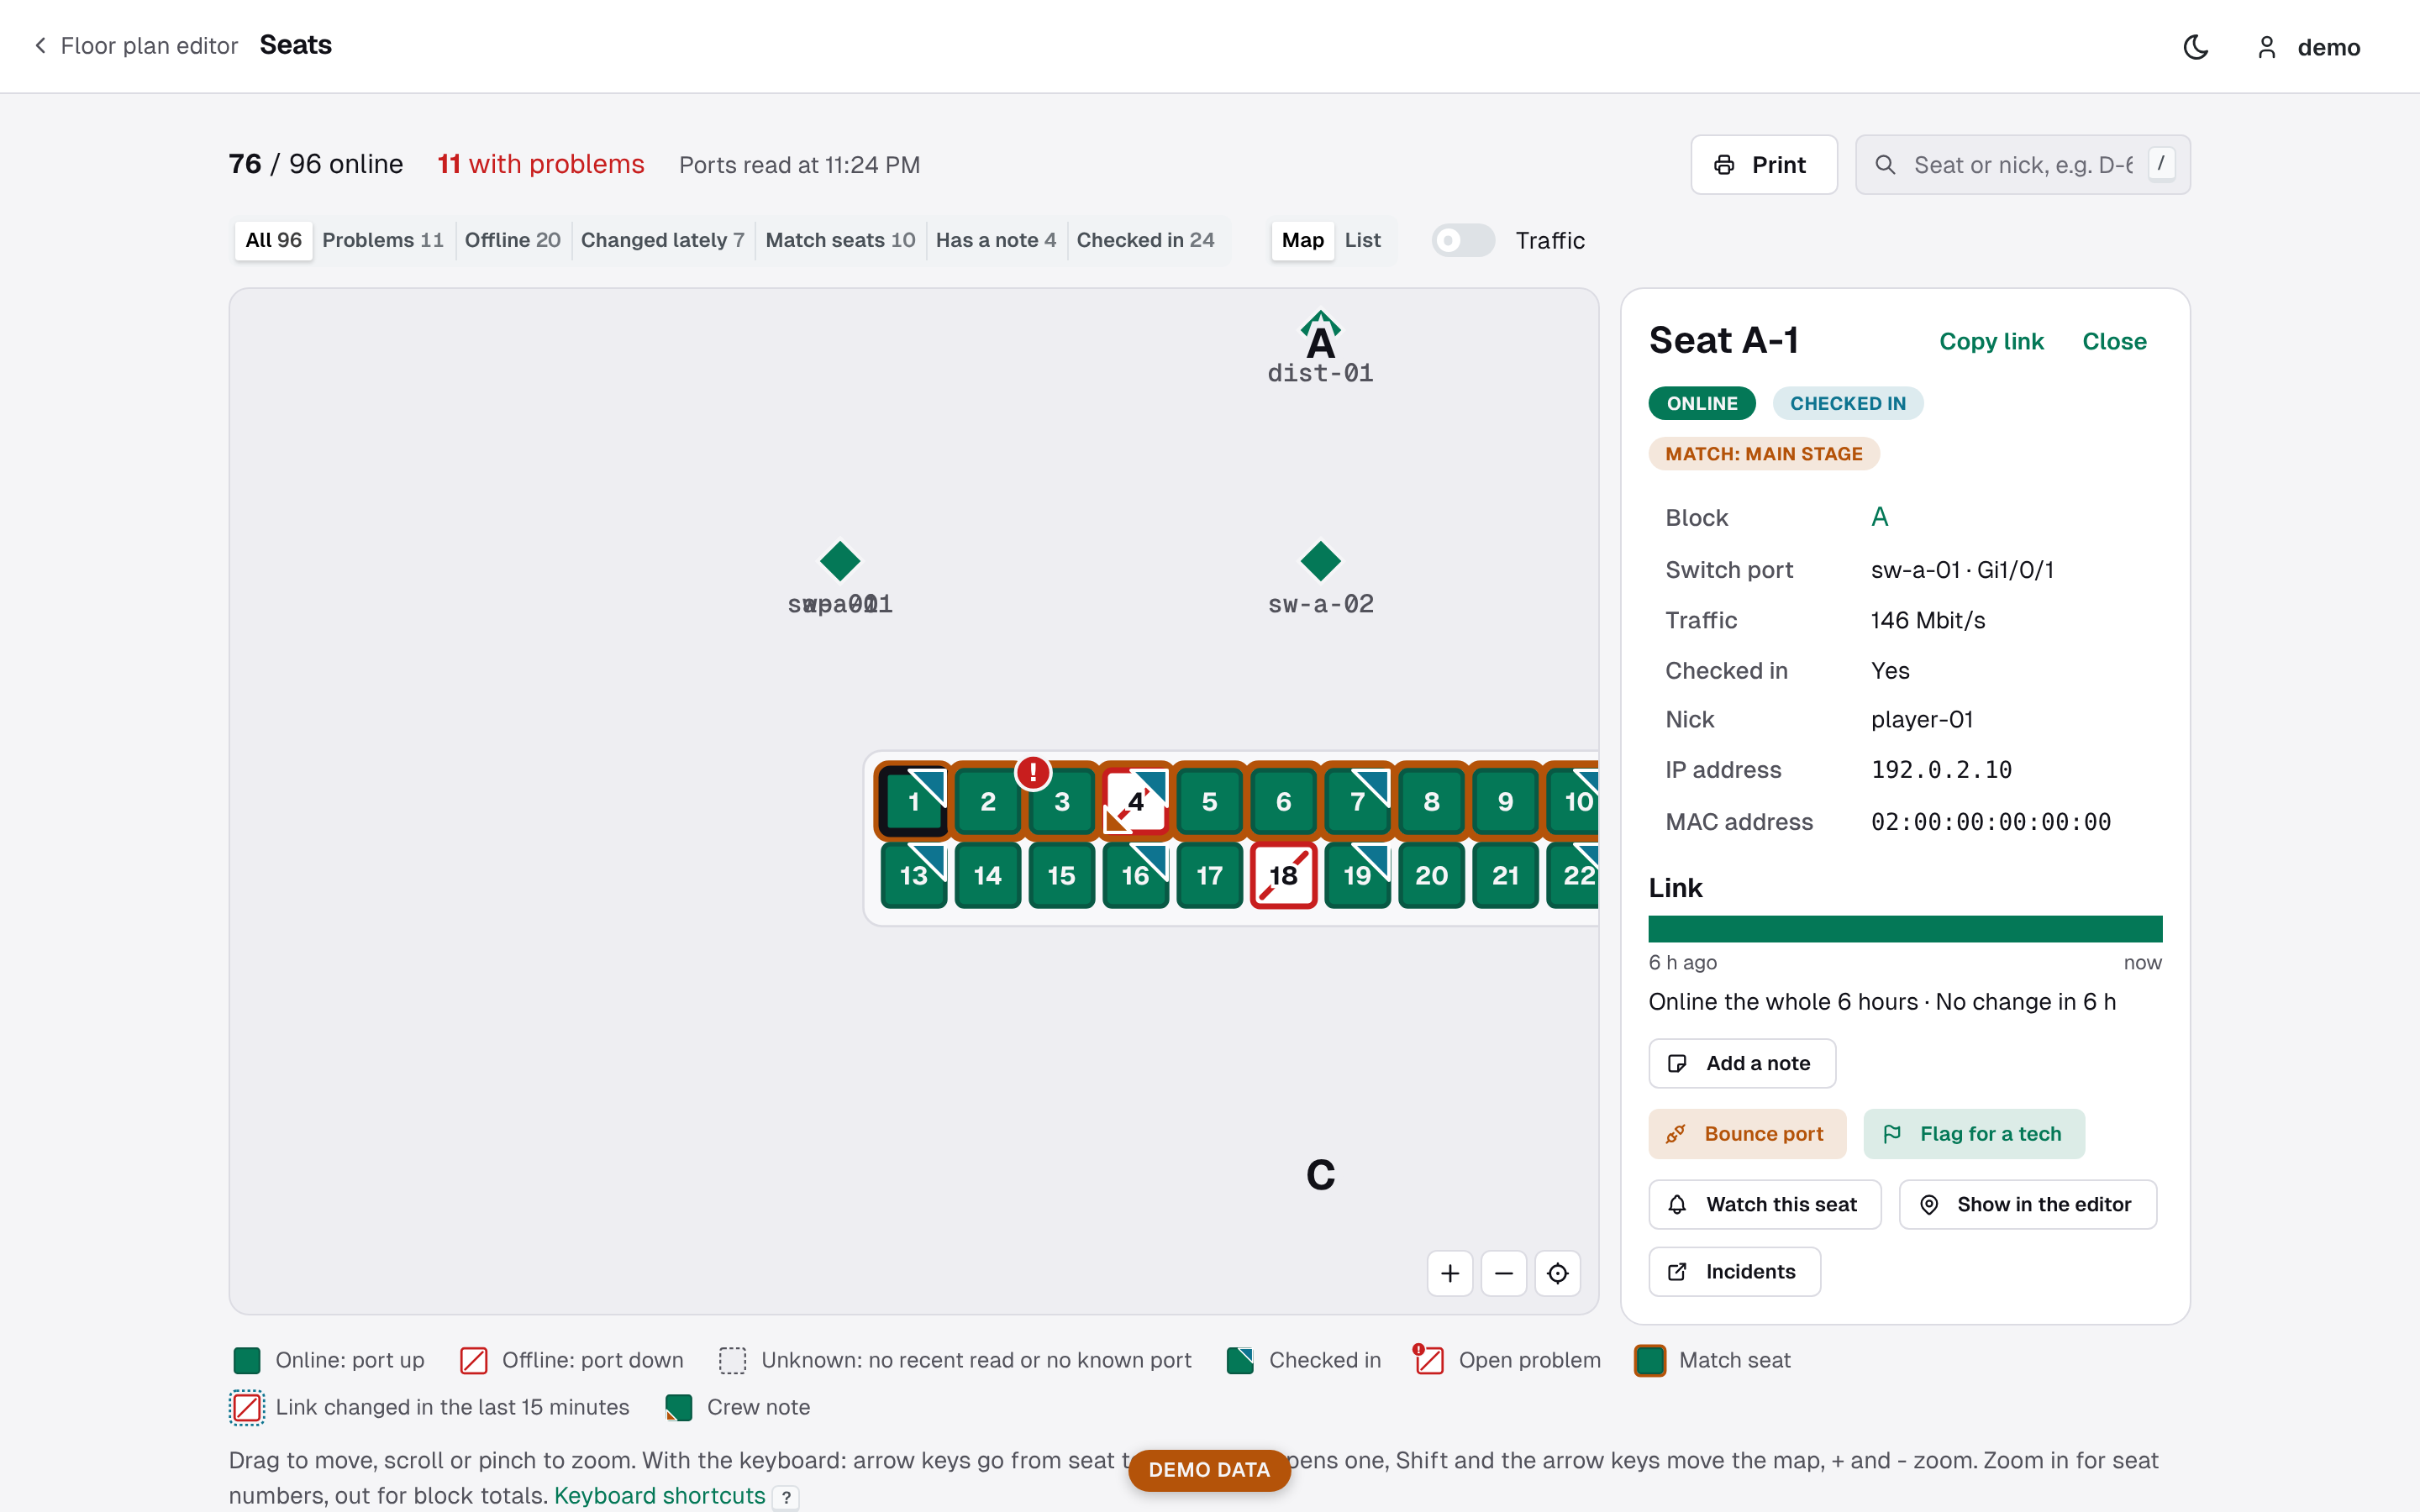 Floor plan editor Seats demo
76 / 96 online 11 with problems Ports read at 11:24 PM Print Seat or nick, e.g. D-6 /
All 96 Problems 11 Offline 20 Changed lately 7 Match seats 10 Has a note 4 Checked in 24 Map List Traffic
A
dist-01
sw-a-02
1 2 ! 3 4 5 6 7 8 9 10
13 14 15 16 17 18 19 20 21 22
C
Seat A-1 Copy link Close
ONLINE CHECKED IN
MATCH: MAIN STAGE
Block A
Switch port sw-a-01 · Gi1/0/1
Traffic 146 Mbit/s
Checked in Yes
Nick player-01
IP address 192.0.2.10
MAC address 02:00:00:00:00:00
Link
6 h ago now
Online the whole 6 hours · No change in 6 h
Add a note
Bounce port Flag for a tech
Watch this seat Show in the editor
Incidents
Online: port up Offline: port down Unknown: no recent read or no known port Checked in ! Open problem Match seat
Link changed in the last 15 minutes Crew note
Drag to move, scroll or pinch to zoom. With the keyboard: arrow keys go from seat one, Shift and the arrow keys move the map, + and - zoom. Zoom in for seat
numbers, out for block totals. Keyboard shortcuts ?
DEMO DATA